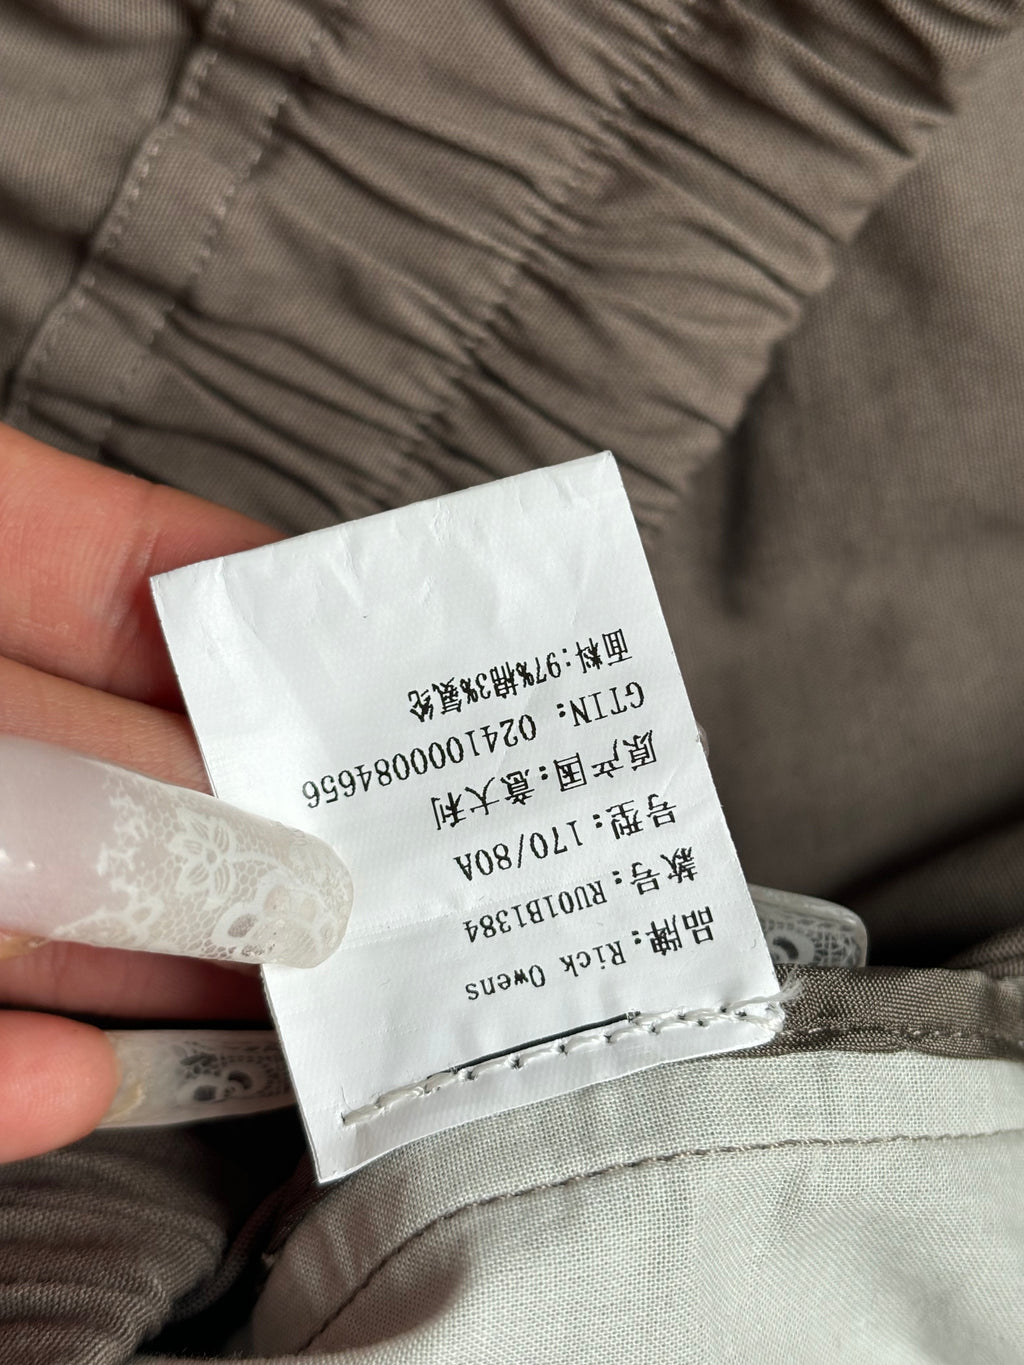 品牌:Rick Owens
款号:RU01B1384
号型:170/80A
原产国:意大利
GTIN: 0241000084656
面料:97%棉3%氨纶